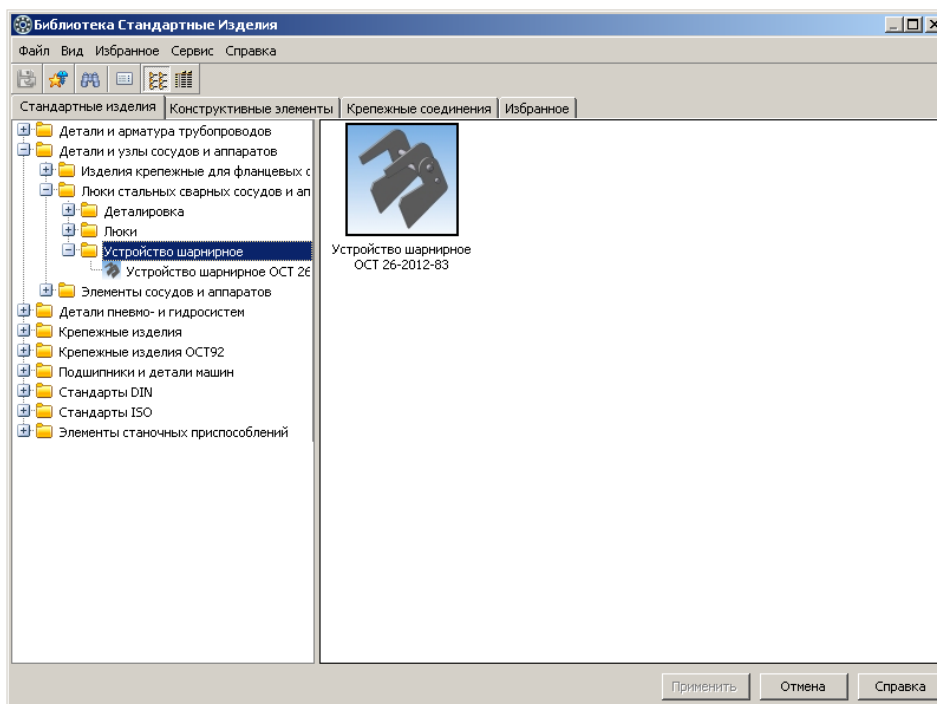 Библиотека Стандартные Изделия
Файл Вид Избранное Сервис Справка
Стандартные изделия Конструктивные элементы Крепежные соединения Избранное
Детали и арматура трубопроводов
Детали и узлы сосудов и аппаратов
Изделия крепежные для фланцевых с
Люки стальных сварных сосудов и ап
Деталировка
Люки
Устройство шарнирное
Устройство шарнирное ОСТ 26
Элементы сосудов и аппаратов
Детали пневмо- и гидросистем
Крепежные изделия
Крепежные изделия ОСТ92
Подшипники и детали машин
Стандарты DIN
Стандарты ISO
Элементы станочных приспособлений
Устройство шарнирное
ОСТ 26-2012-83
Применить Отмена Справка